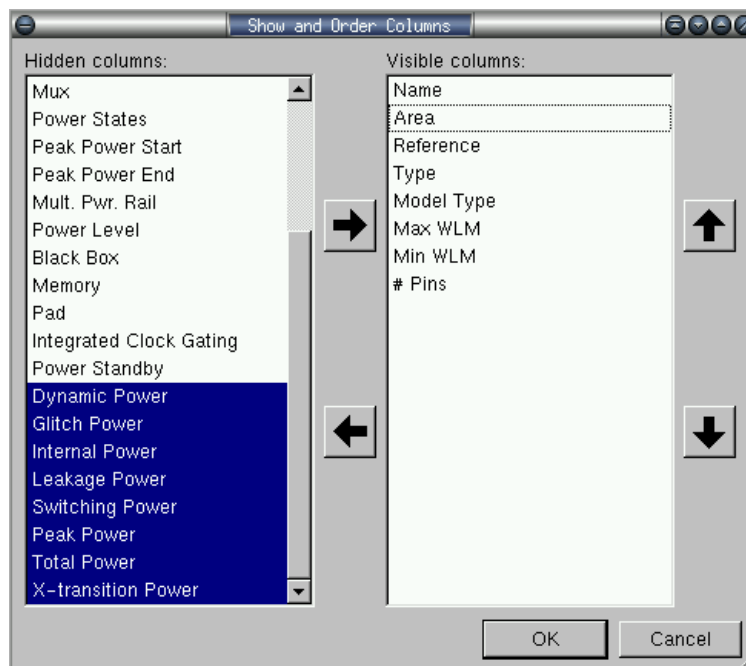 Show and Order Columns
Hidden columns:
Mux
Power States
Peak Power Start
Peak Power End
Mult. Pwr. Rail
Power Level
Black Box
Memory
Pad
Integrated Clock Gating
Power Standby
Dynamic Power
Glitch Power
Internal Power
Leakage Power
Switching Power
Peak Power
Total Power
X-transition Power
Visible columns:
Name
Area
Reference
Type
Model Type
Max WLM
Min WLM
# Pins
OK
Cancel